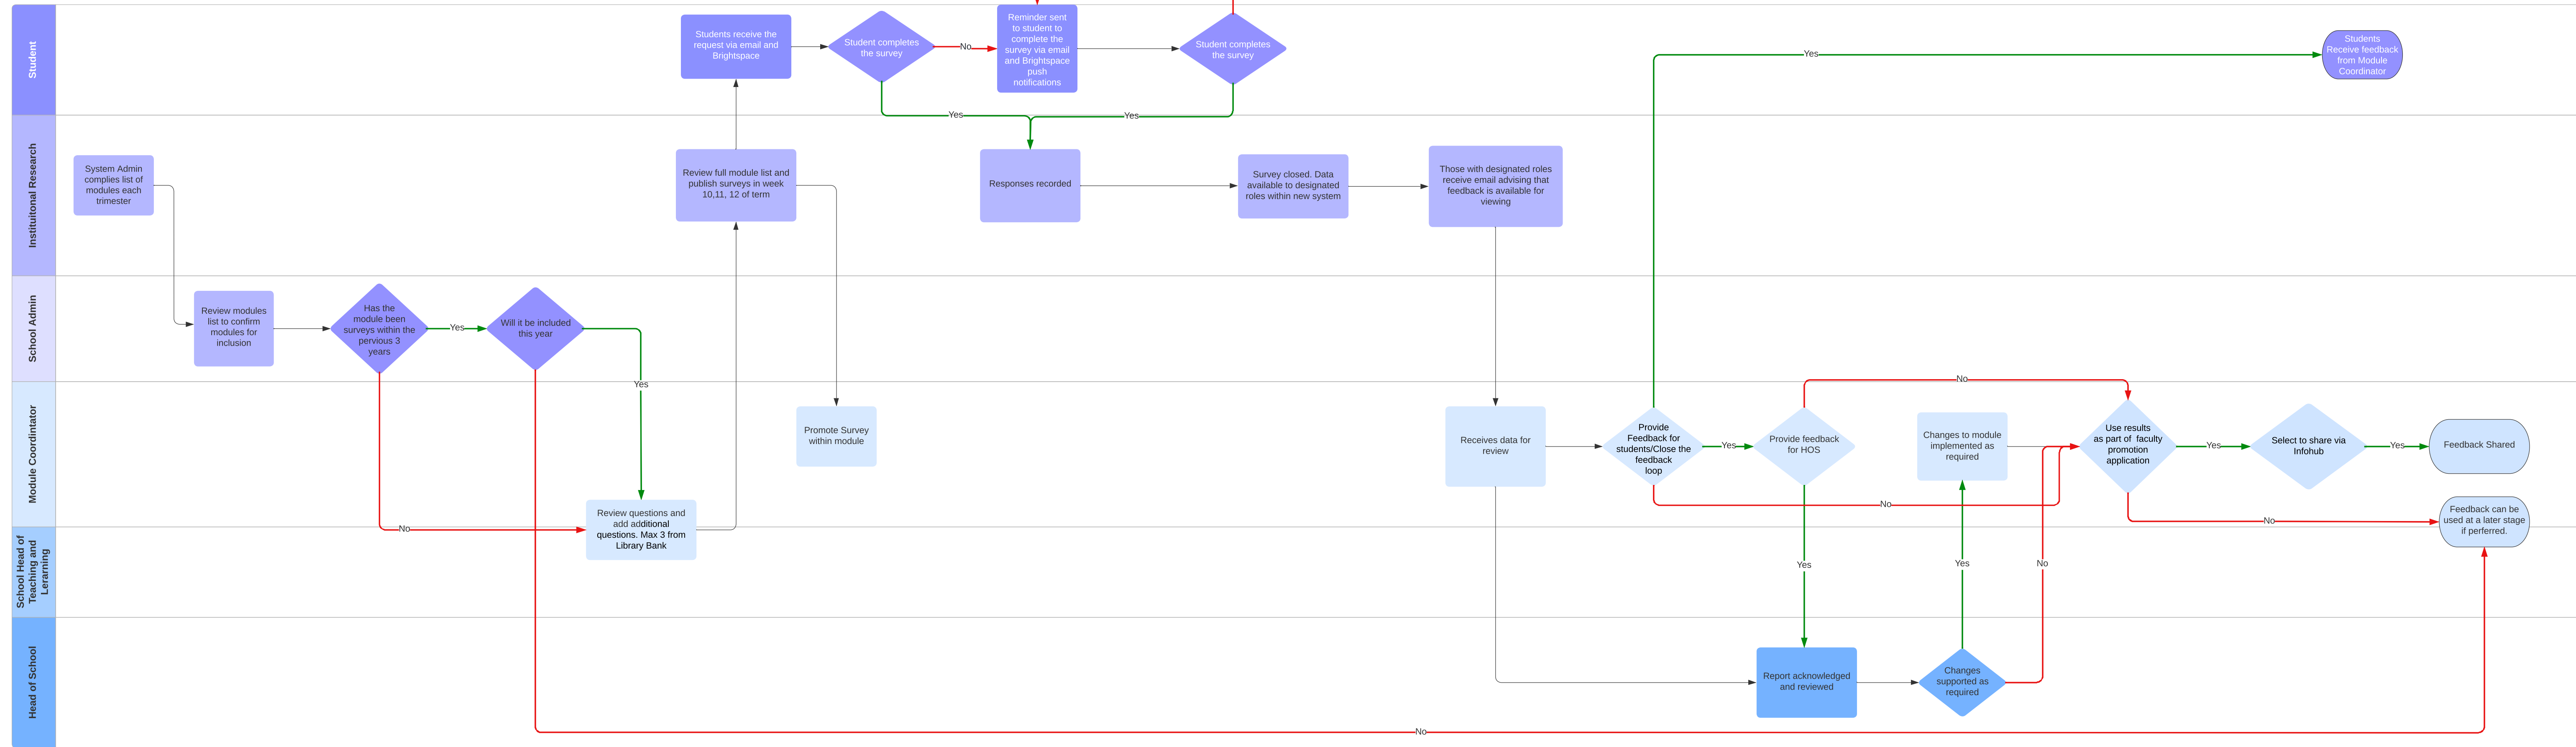 Student
Students receive the
request via email and
Brightspace
Student completes
the survey
No
Reminder sent
to student to
complete the
survey via email
and Brightspace
push
notifications
Student completes
the survey
Yes
Students
Receive feedback
from Module
Coordinator
Yes
Yes
Instituitonal Research
System Admin
complies list of
modules each
trimester
Review full module list and
publish surveys in week
10,11, 12 of term
Responses recorded
Survey closed. Data
available to designated
roles within new system
Those with designated roles
receive email advising that
feedback is available for
viewing
School Admin
Review modules
list to confirm
modules for
inclusion
Has the
module been
surveys within the
pervious 3
years
Yes
Will it be included
this year
Yes
No
Module Coordintator
Promote Survey
within module
Receives data for
review
Provide
Feedback for
students/Close the
feedback
loop
Yes
Provide feedback
for HOS
Changes to module
implemented as
required
Use results
as part of  faculty
promotion
application
Yes
Select to share via
Infohub
Yes
Feedback Shared
No
No
Review questions and
add additional
questions. Max 3 from
Library Bank
No
Feedback can be
used at a later stage
if perferred.
School Head of
Teaching and
Lerarning
Yes
Yes
No
Head of School
Report acknowledged
and reviewed
Changes
supported as
required
No